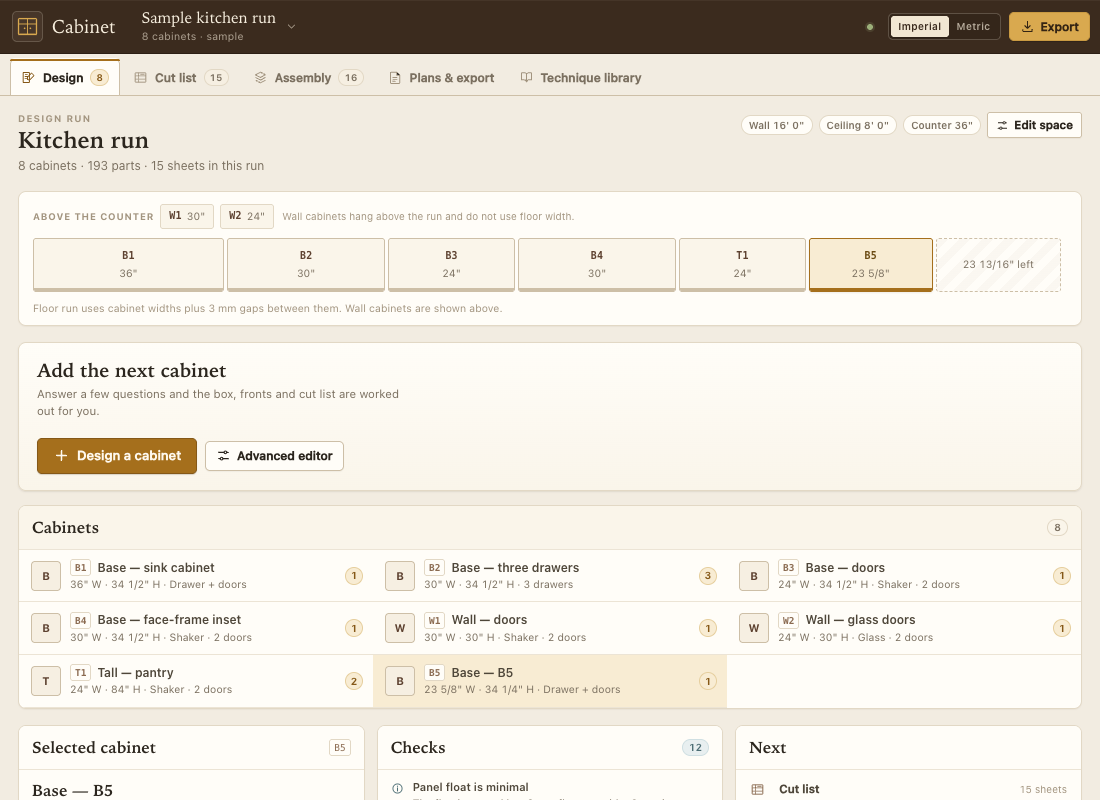 Cabinet
Sample kitchen run
8 cabinets · sample
Imperial
Metric
Export
Design 8
Cut list 15
Assembly 16
Plans & export
Technique library
DESIGN RUN
Kitchen run
8 cabinets · 193 parts · 15 sheets in this run
Wall 16' 0"
Ceiling 8' 0"
Counter 36"
Edit space
ABOVE THE COUNTER
W1 30"
W2 24"
Wall cabinets hang above the run and do not use floor width.
B1
36"
B2
30"
B3
24"
B4
30"
T1
24"
B5
23 5/8"
23 13/16" left
Floor run uses cabinet widths plus 3 mm gaps between them. Wall cabinets are shown above.
Add the next cabinet
Answer a few questions and the box, fronts and cut list are worked
out for you.
Design a cabinet
Advanced editor
Cabinets
8
B
B1 Base — sink cabinet
36" W · 34 1/2" H · Drawer + doors
1
B
B2 Base — three drawers
30" W · 34 1/2" H · 3 drawers
3
B
B3 Base — doors
24" W · 34 1/2" H · Shaker · 2 doors
1
B
B4 Base — face-frame inset
30" W · 34 1/2" H · Shaker · 2 doors
1
W
W1 Wall — doors
30" W · 30" H · Shaker · 2 doors
1
W
W2 Wall — glass doors
24" W · 30" H · Glass · 2 doors
1
T
T1 Tall — pantry
24" W · 84" H · Shaker · 2 doors
2
B
B5 Base — B5
23 5/8" W · 34 1/4" H · Drawer + doors
1
Selected cabinet
B5
Base — B5
Checks
12
Panel float is minimal
Next
Cut list
15 sheets